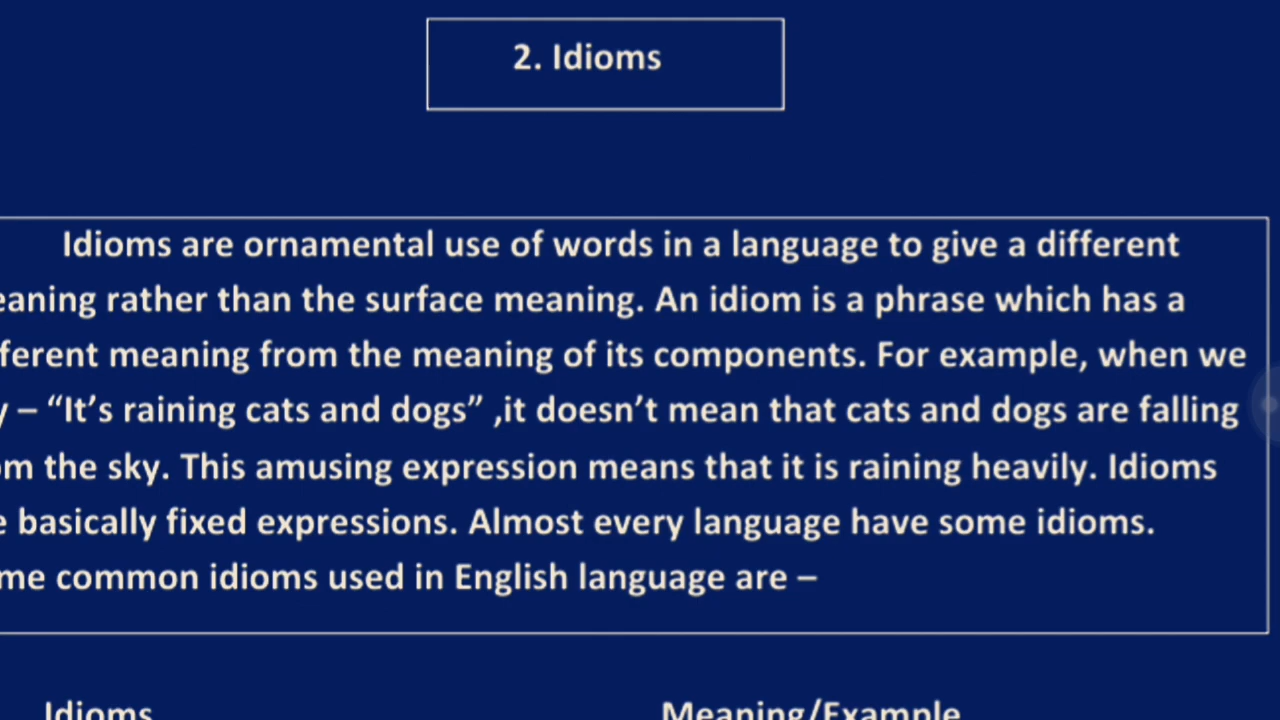 2. Idioms
Idioms are ornamental use of words in a language to give a different
eaning rather than the surface meaning. An idiom is a phrase which has a
ferent meaning from the meaning of its components. For example, when we
y – “It’s raining cats and dogs” ,it doesn’t mean that cats and dogs are falling
om the sky. This amusing expression means that it is raining heavily. Idioms
e basically fixed expressions. Almost every language have some idioms.
me common idioms used in English language are –
Idioms Meaning/Example